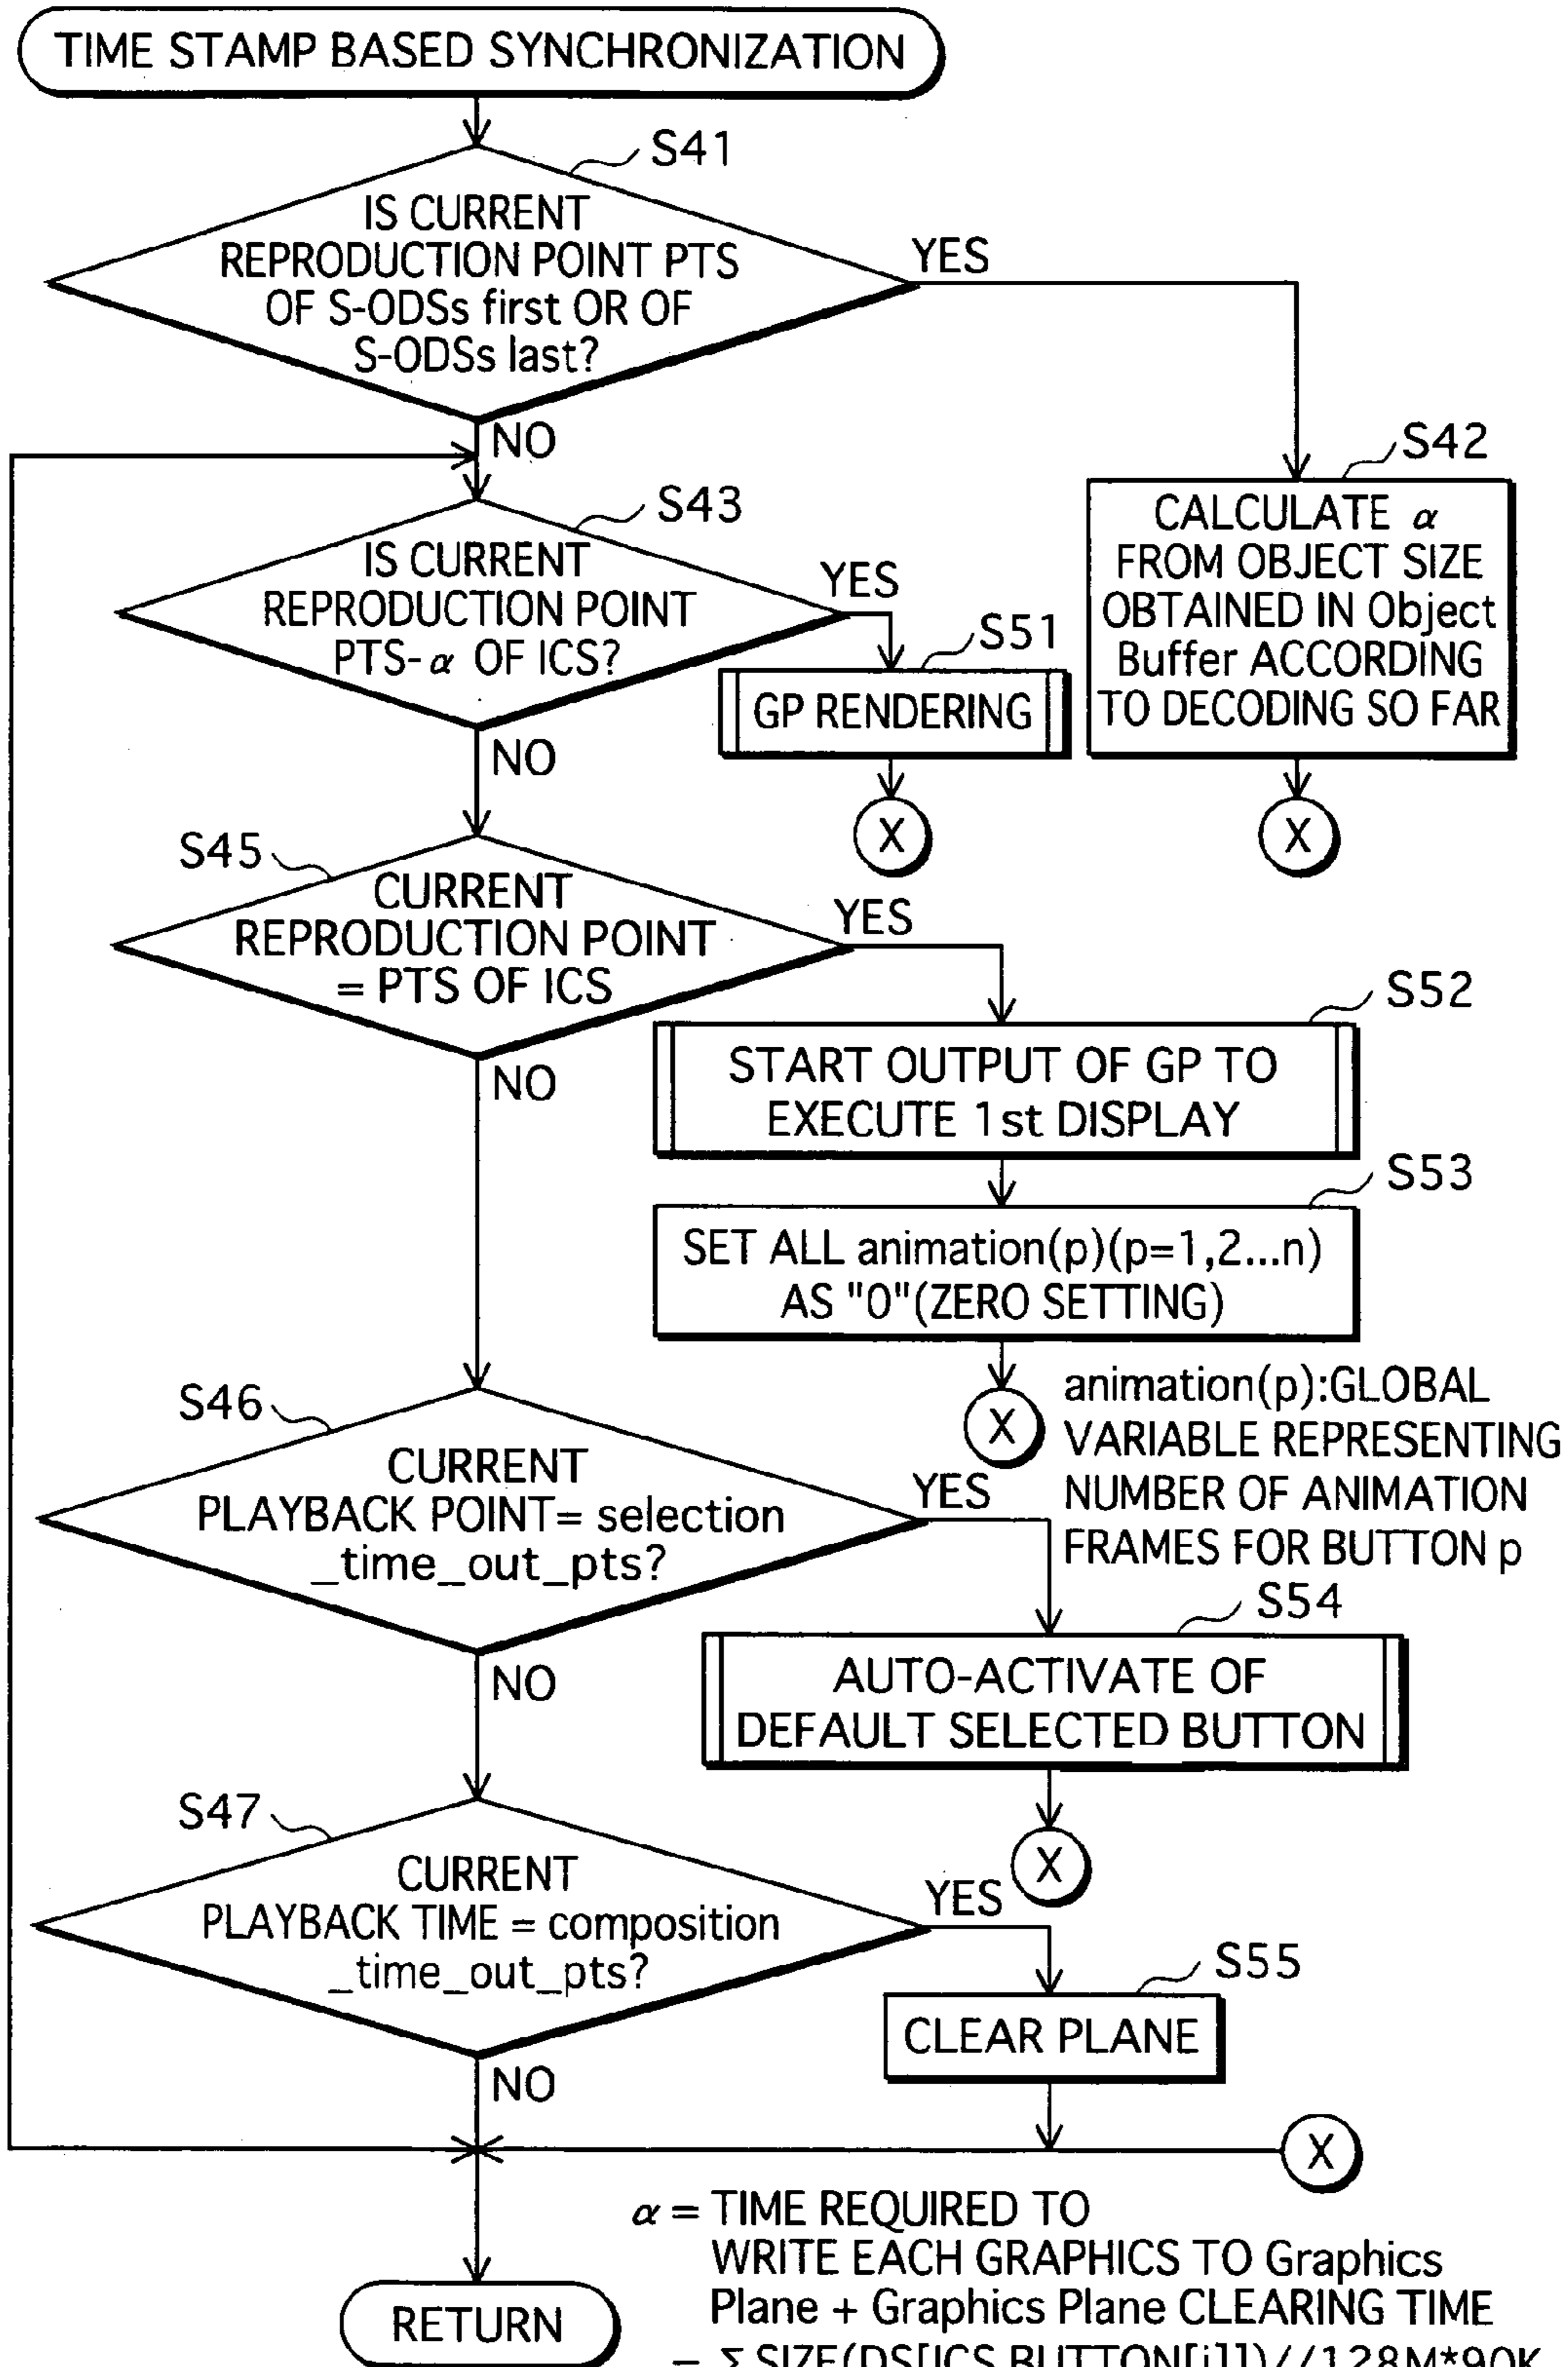 TIME STAMP BASED SYNCHRONIZATION
S41
IS CURRENT
REPRODUCTION POINT PTS
OF S-ODSs first OR OF
S-ODSs last?
YES
NO
S42
CALCULATE α
FROM OBJECT SIZE
OBTAINED IN Object
Buffer ACCORDING
TO DECODING SO FAR
X
S43
IS CURRENT
REPRODUCTION POINT
PTS-α OF ICS?
YES
NO
S51
GP RENDERING
X
S45
CURRENT
REPRODUCTION POINT
= PTS OF ICS
YES
NO
S52
START OUTPUT OF GP TO
EXECUTE 1st DISPLAY
S53
SET ALL animation(p)(p=1,2...n)
AS "0"(ZERO SETTING)
X
animation(p):GLOBAL
VARIABLE REPRESENTING
NUMBER OF ANIMATION
FRAMES FOR BUTTON p
S46
CURRENT
PLAYBACK POINT= selection
_time_out_pts?
YES
NO
S54
AUTO-ACTIVATE OF
DEFAULT SELECTED BUTTON
X
S47
CURRENT
PLAYBACK TIME = composition
_time_out_pts?
YES
NO
S55
CLEAR PLANE
X
RETURN
α = TIME REQUIRED TO
WRITE EACH GRAPHICS TO Graphics
Plane + Graphics Plane CLEARING TIME
= Σ SIZE(DS[ICS.BUTTON[i]])//128M*90K